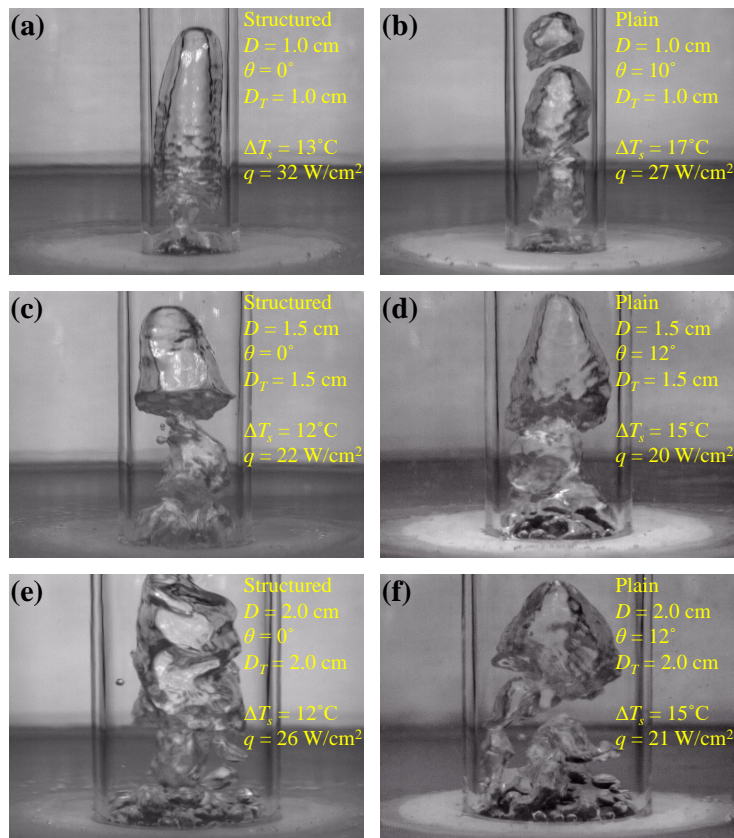 (a)
Structured
D = 1.0 cm
θ = 0˚
D_T = 1.0 cm
ΔT_s = 13˚C
q = 32 W/cm²
(b)
Plain
D = 1.0 cm
θ = 10˚
D_T = 1.0 cm
ΔT_s = 17˚C
q = 27 W/cm²
(c)
Structured
D = 1.5 cm
θ = 0˚
D_T = 1.5 cm
ΔT_s = 12˚C
q = 22 W/cm²
(d)
Plain
D = 1.5 cm
θ = 12˚
D_T = 1.5 cm
ΔT_s = 15˚C
q = 20 W/cm²
(e)
Structured
D = 2.0 cm
θ = 0˚
D_T = 2.0 cm
ΔT_s = 12˚C
q = 26 W/cm²
(f)
Plain
D = 2.0 cm
θ = 12˚
D_T = 2.0 cm
ΔT_s = 15˚C
q = 21 W/cm²